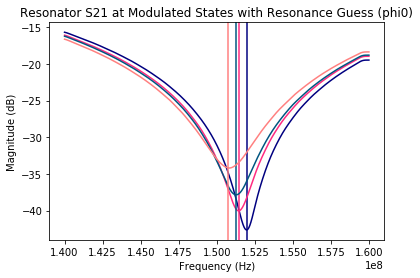 Resonator S21 at Modulated States with Resonance Guess (phi0)
−15
−20
−25
−30
−35
−40
Magnitude (dB)
1.400 1.425 1.450 1.475 1.500 1.525 1.550 1.575 1.600
1e8
Frequency (Hz)